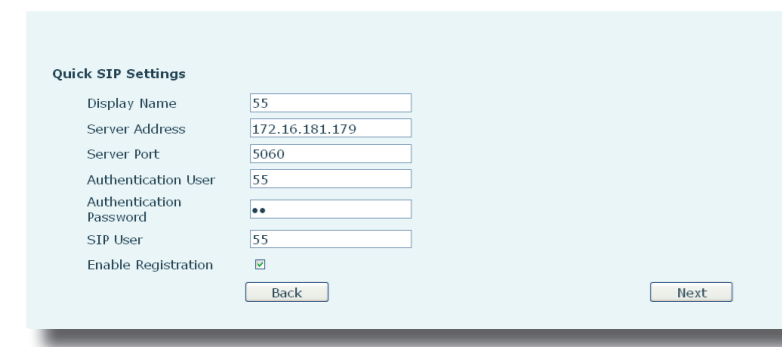 Quick SIP Settings
Display Name 55
Server Address 172.16.181.179
Server Port 5060
Authentication User 55
Authentication
Password ••
SIP User 55
Enable Registration
Back Next